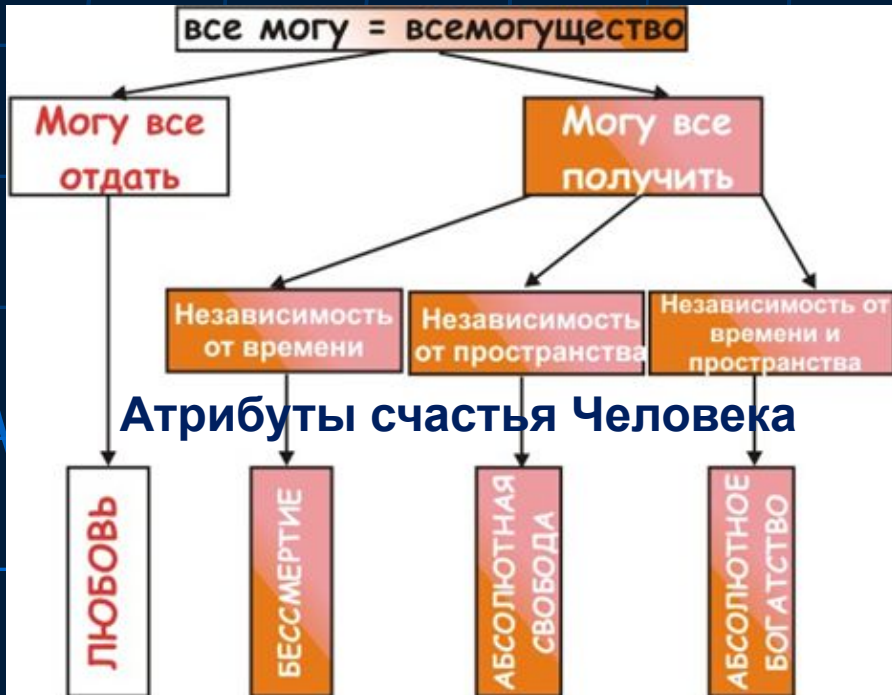 все могу = всемогущество
Могу все
отдать
Могу все
получить
Независимость
от времени
Независимость
от пространства
Независимость от
времени и
пространства
Атрибуты счастья Человека
ЛЮБОВЬ
БЕССМЕРТИЕ
АБСОЛЮТНАЯ
СВОБОДА
АБСОЛЮТНОЕ
БОГАТСТВО